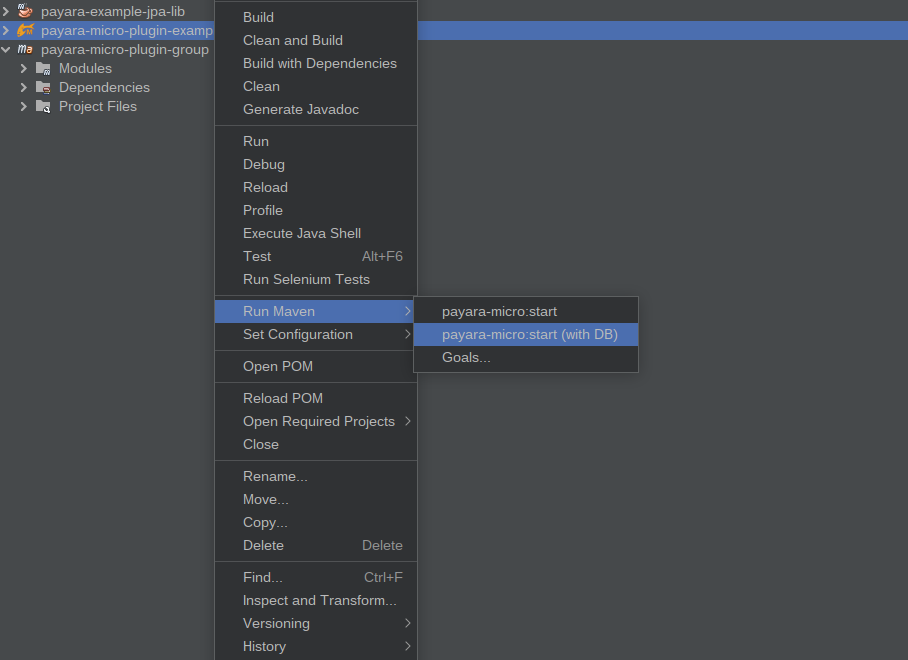 payara-example-jpa-lib
payara-micro-plugin-examp
payara-micro-plugin-group
Modules
Dependencies
Project Files
Build
Clean and Build
Build with Dependencies
Clean
Generate Javadoc
Run
Debug
Reload
Profile
Execute Java Shell
Test Alt+F6
Run Selenium Tests
Run Maven
Set Configuration
Open POM
Reload POM
Open Required Projects
Close
Rename...
Move...
Copy...
Delete Delete
Find... Ctrl+F
Inspect and Transform...
Versioning
History
payara-micro:start
payara-micro:start (with DB)
Goals...